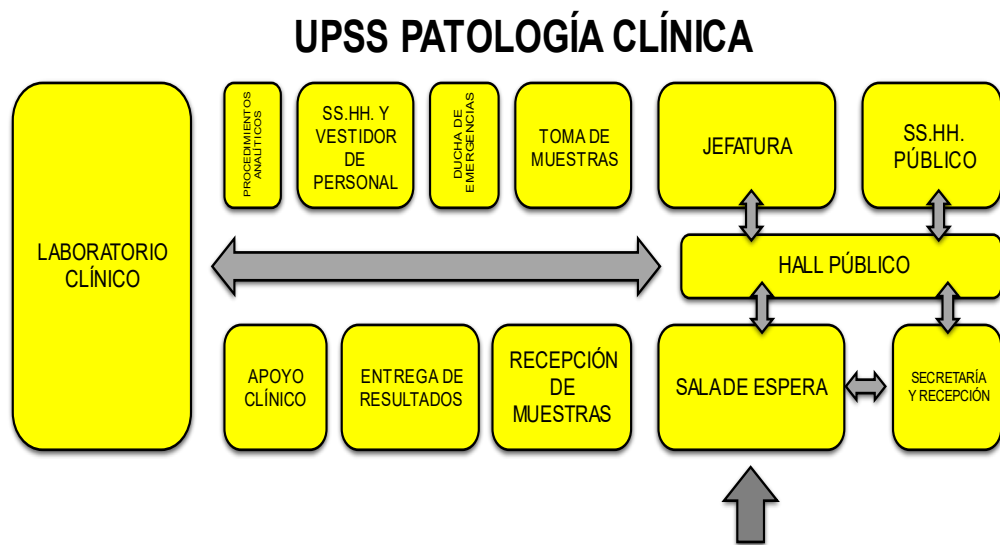 UPSS PATOLOGÍA CLÍNICA
LABORATORIO
CLÍNICO
PROCEDIMIENTOS
ANALÍTICOS
SS.HH. Y
VESTIDOR
DE
PERSONAL
DUCHA DE
EMERGENCIAS
TOMA DE
MUESTRAS
JEFATURA
SS.HH.
PÚBLICO
HALL PÚBLICO
APOYO
CLÍNICO
ENTREGA DE
RESULTADOS
RECEPCIÓN
DE
MUESTRAS
SALA DE ESPERA
SECRETARÍA
Y RECEPCIÓN